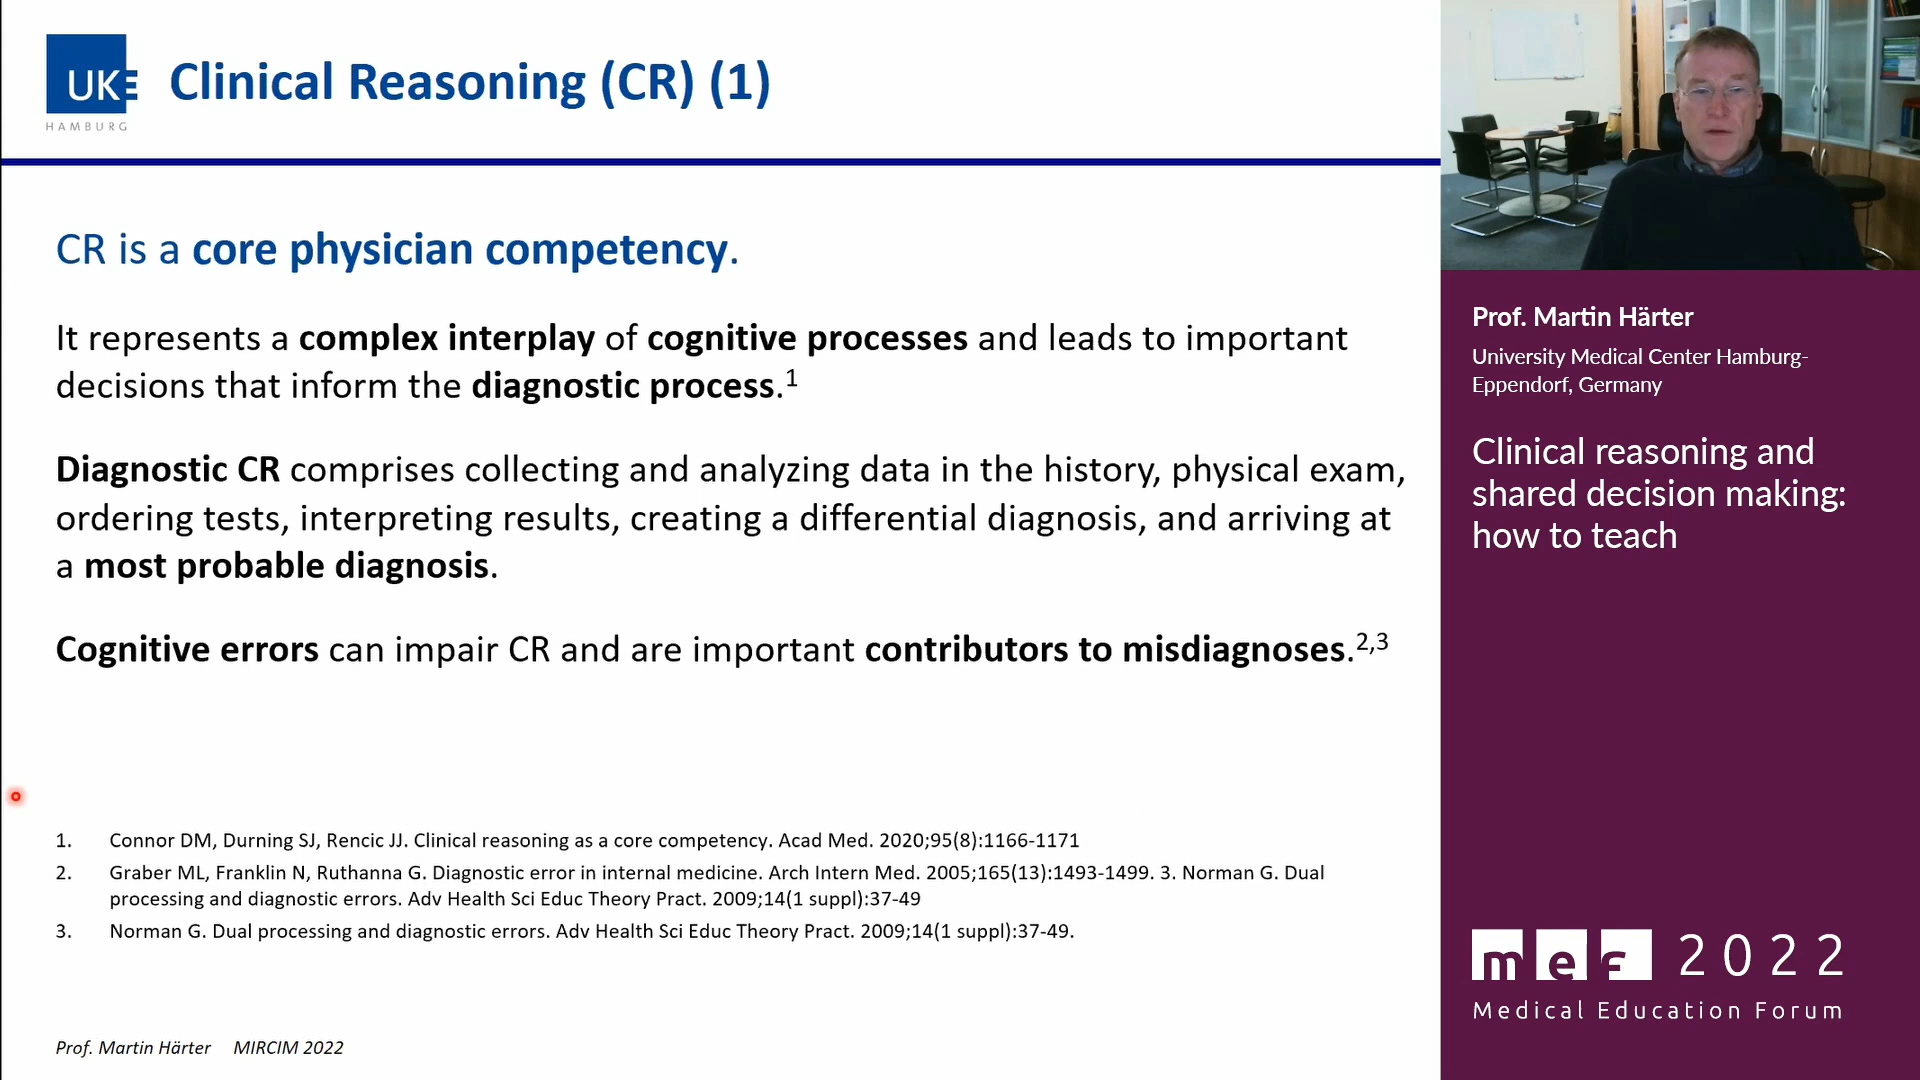 UKE
HAMBURG
Clinical Reasoning (CR) (1)
CR is a core physician competency.
It represents a complex interplay of cognitive processes and leads to important
decisions that inform the diagnostic process.1
Diagnostic CR comprises collecting and analyzing data in the history, physical exam,
ordering tests, interpreting results, creating a differential diagnosis, and arriving at
a most probable diagnosis.
Cognitive errors can impair CR and are important contributors to misdiagnoses.2,3
1. Connor DM, Durning SJ, Rencic JJ. Clinical reasoning as a core competency. Acad Med. 2020;95(8):1166-1171
2. Graber ML, Franklin N, Ruthanna G. Diagnostic error in internal medicine. Arch Intern Med. 2005;165(13):1493-1499. 3. Norman G. Dual
processing and diagnostic errors. Adv Health Sci Educ Theory Pract. 2009;14(1 suppl):37-49
3. Norman G. Dual processing and diagnostic errors. Adv Health Sci Educ Theory Pract. 2009;14(1 suppl):37-49.
Prof. Martin Härter MIRCIM 2022
Prof. Martin Härter
University Medical Center Hamburg-
Eppendorf, Germany
Clinical reasoning and
shared decision making:
how to teach
mef 2022
Medical Education Forum